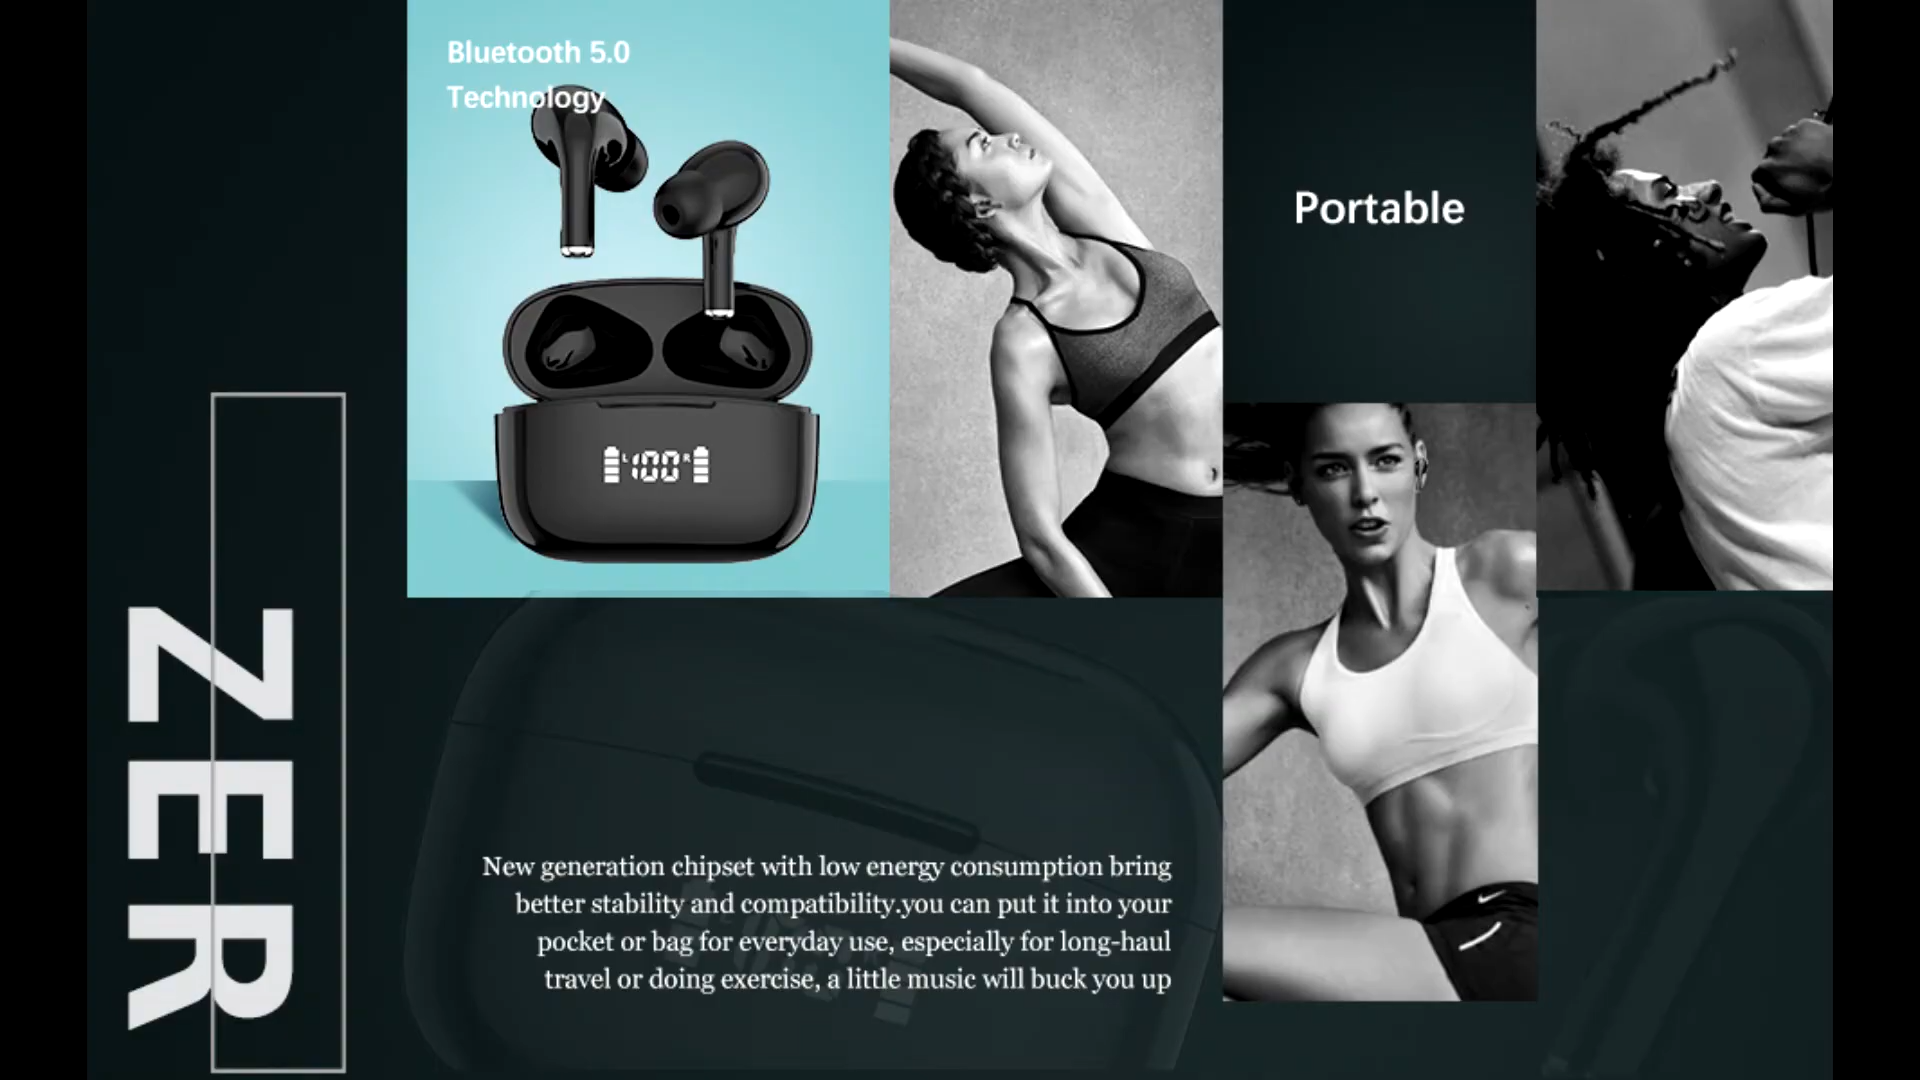 Bluetooth 5.0
Technology
100
Portable
ZER
New generation chipset with low energy consumption bring
better stability and compatibility.you can put it into your
pocket or bag for everyday use, especially for long-haul
travel or doing exercise, a little music will buck you up